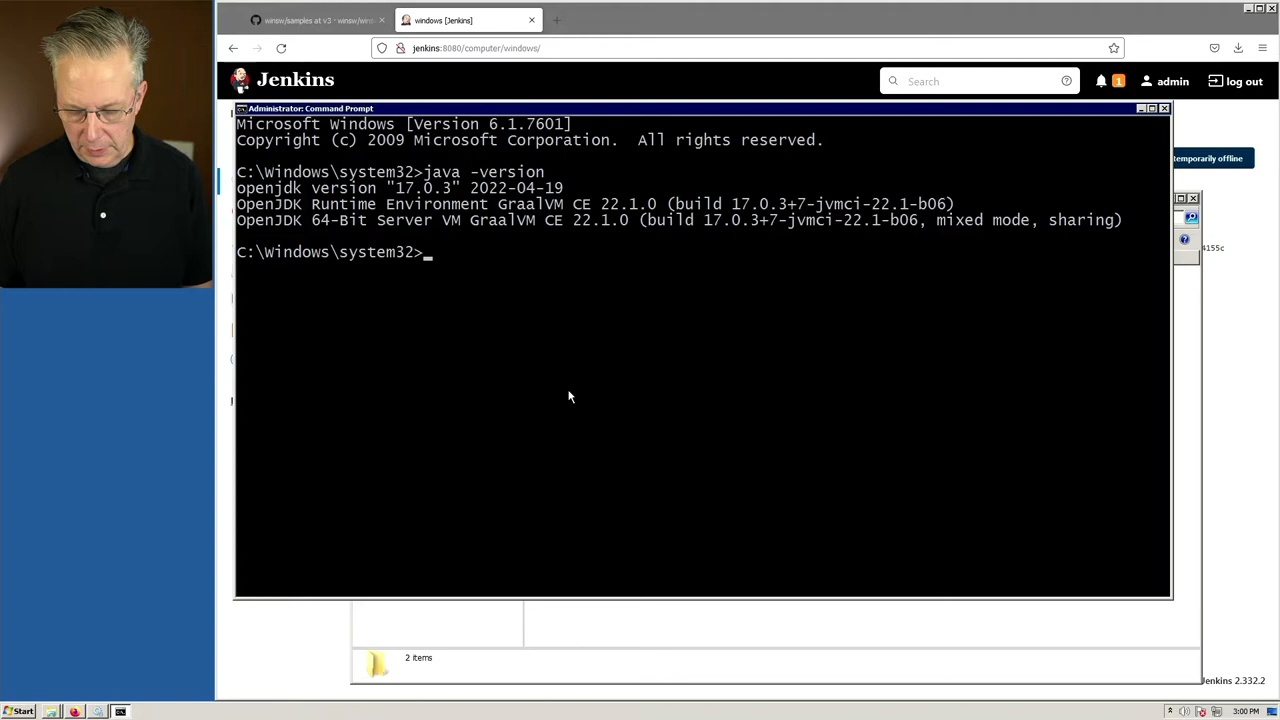 winsw/samples at v3 · winsw/wins
windows [Jenkins]
jenkins:8080/computer/windows/
Jenkins
Search
1
admin
log out
Administrator: Command Prompt
Microsoft Windows [Version 6.1.7601]
Copyright (c) 2009 Microsoft Corporation.  All rights reserved.
C:\Windows\system32>java -version
openjdk version "17.0.3" 2022-04-19
OpenJDK Runtime Environment GraalVM CE 22.1.0 (build 17.0.3+7-jvmci-22.1-b06)
OpenJDK 64-Bit Server VM GraalVM CE 22.1.0 (build 17.0.3+7-jvmci-22.1-b06, mixed mode, sharing)
C:\Windows\system32>
temporarily offline
4155c
2 items
Jenkins 2.332.2
Start
3:00 PM